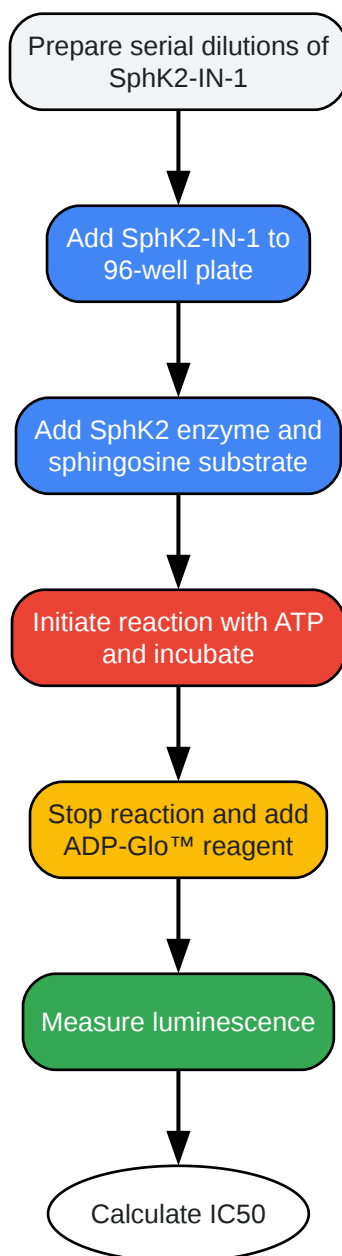 Prepare serial dilutions of
SphK2-IN-1
Add SphK2-IN-1 to
96-well plate
Add SphK2 enzyme and
sphingosine substrate
Initiate reaction with ATP
and incubate
Stop reaction and add
ADP-Glo™ reagent
Measure luminescence
Calculate IC50